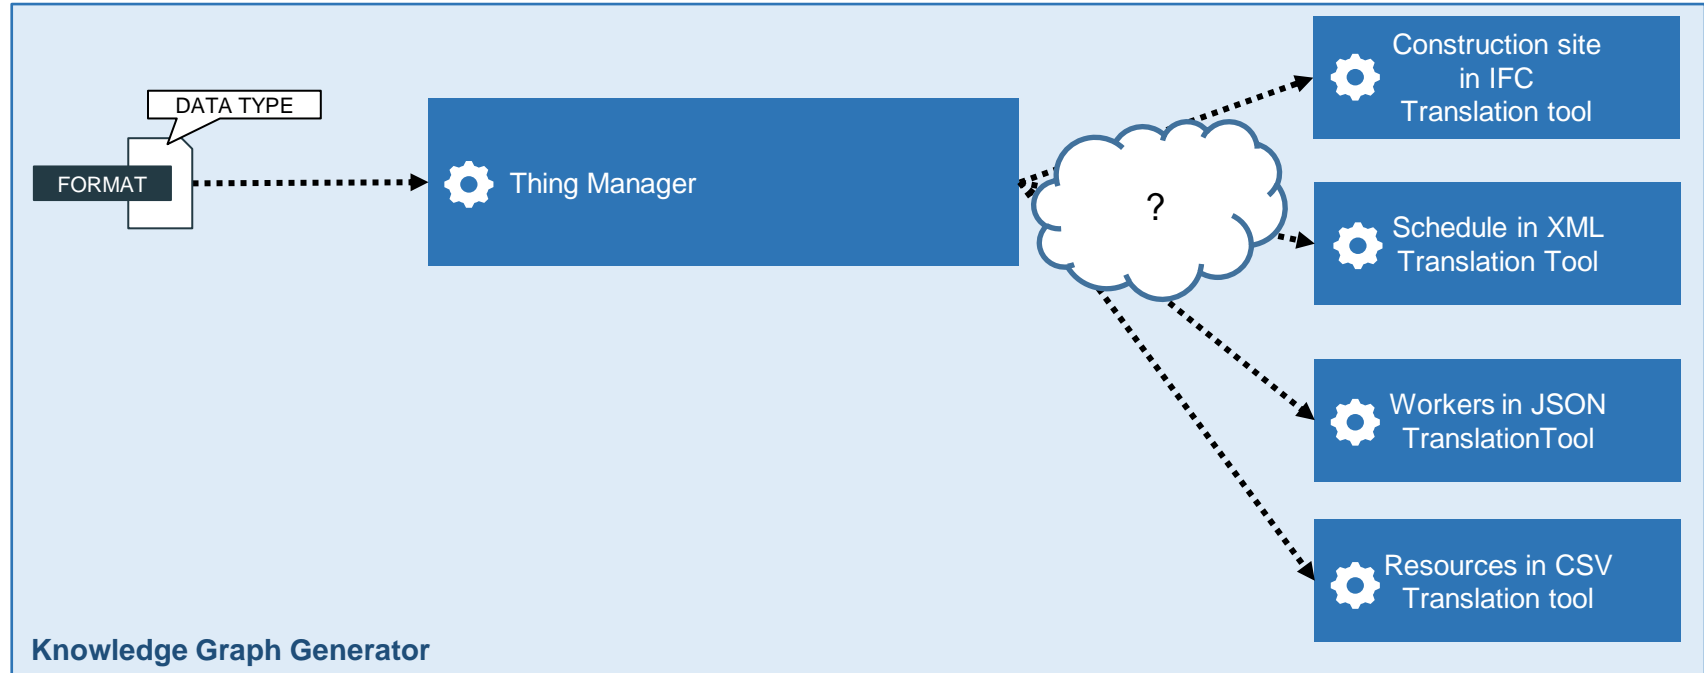 DATA TYPE
FORMAT
Thing Manager
?
Construction site
in IFC
Translation tool
Schedule in XML
Translation Tool
Workers in JSON
TranslationTool
Resources in CSV
Translation tool
Knowledge Graph Generator